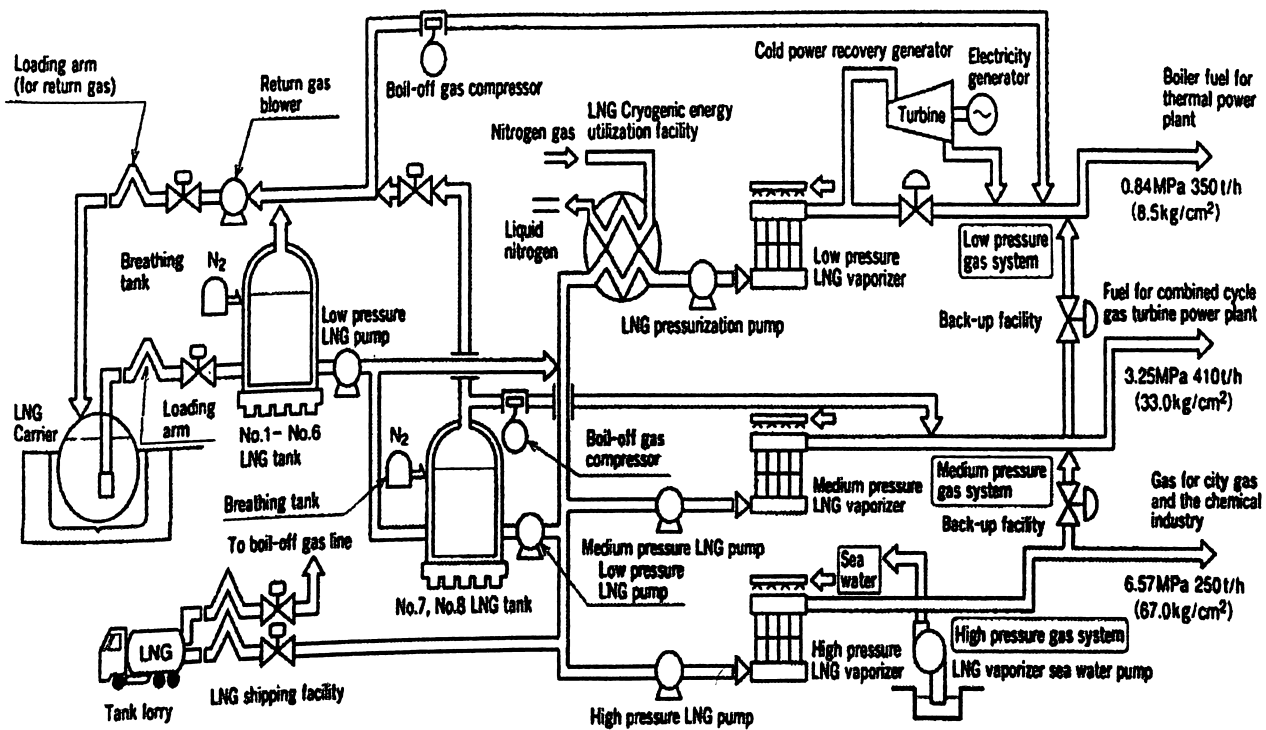 Loading arm
(for return gas)
Return gas
blower
Boil-off gas compressor
Cold power recovery generator
Electricity
generator
Turbine
Boiler fuel for
thermal power
plant
Nitrogen gas
LNG Cryogenic energy
utilization facility
0.84MPa 350t/h
(8.5kg/cm²)
Liquid
nitrogen
Low pressure
LNG vaporizer
Low pressure
gas system
Breathing
tank
N₂
Low pressure
LNG pump
LNG pressurization pump
Back-up facility
Fuel for combined cycle
gas turbine power plant
3.25MPa 410t/h
(33.0kg/cm²)
LNG
Carrier
Loading
arm
No.1- No.6
LNG tank
N₂
Boil-off gas
compressor
Breathing tank
Medium pressure
LNG vaporizer
Medium pressure
gas system
Back-up facility
Gas for city gas
and the chemical
industry
To boil-off gas line
Medium pressure LNG pump
Low pressure
LNG pump
Sea
water
6.57MPa 250t/h
(67.0kg/cm²)
No.7, No.8 LNG tank
LNG
LNG shipping facility
Tank lorry
High pressure LNG pump
High pressure
LNG vaporizer
High pressure gas system
LNG vaporizer sea water pump